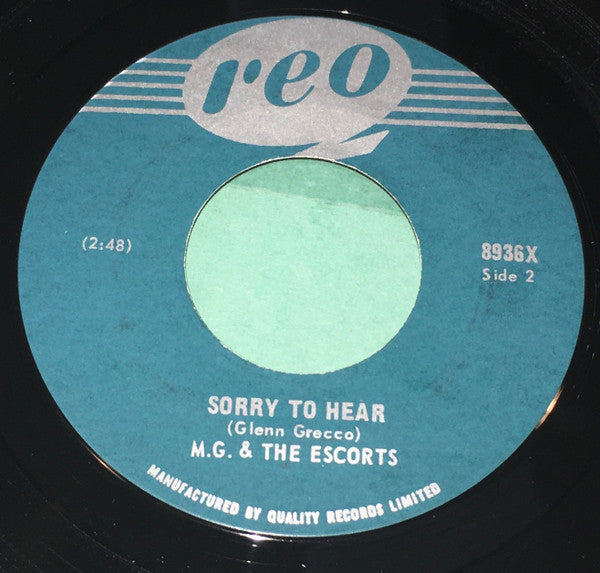 reo
(2:48)
8936X
Side 2
SORRY TO HEAR
(Glenn Grecco)
M.G. & THE ESCORTS
MANUFACTURED BY QUALITY RECORDS LIMITED